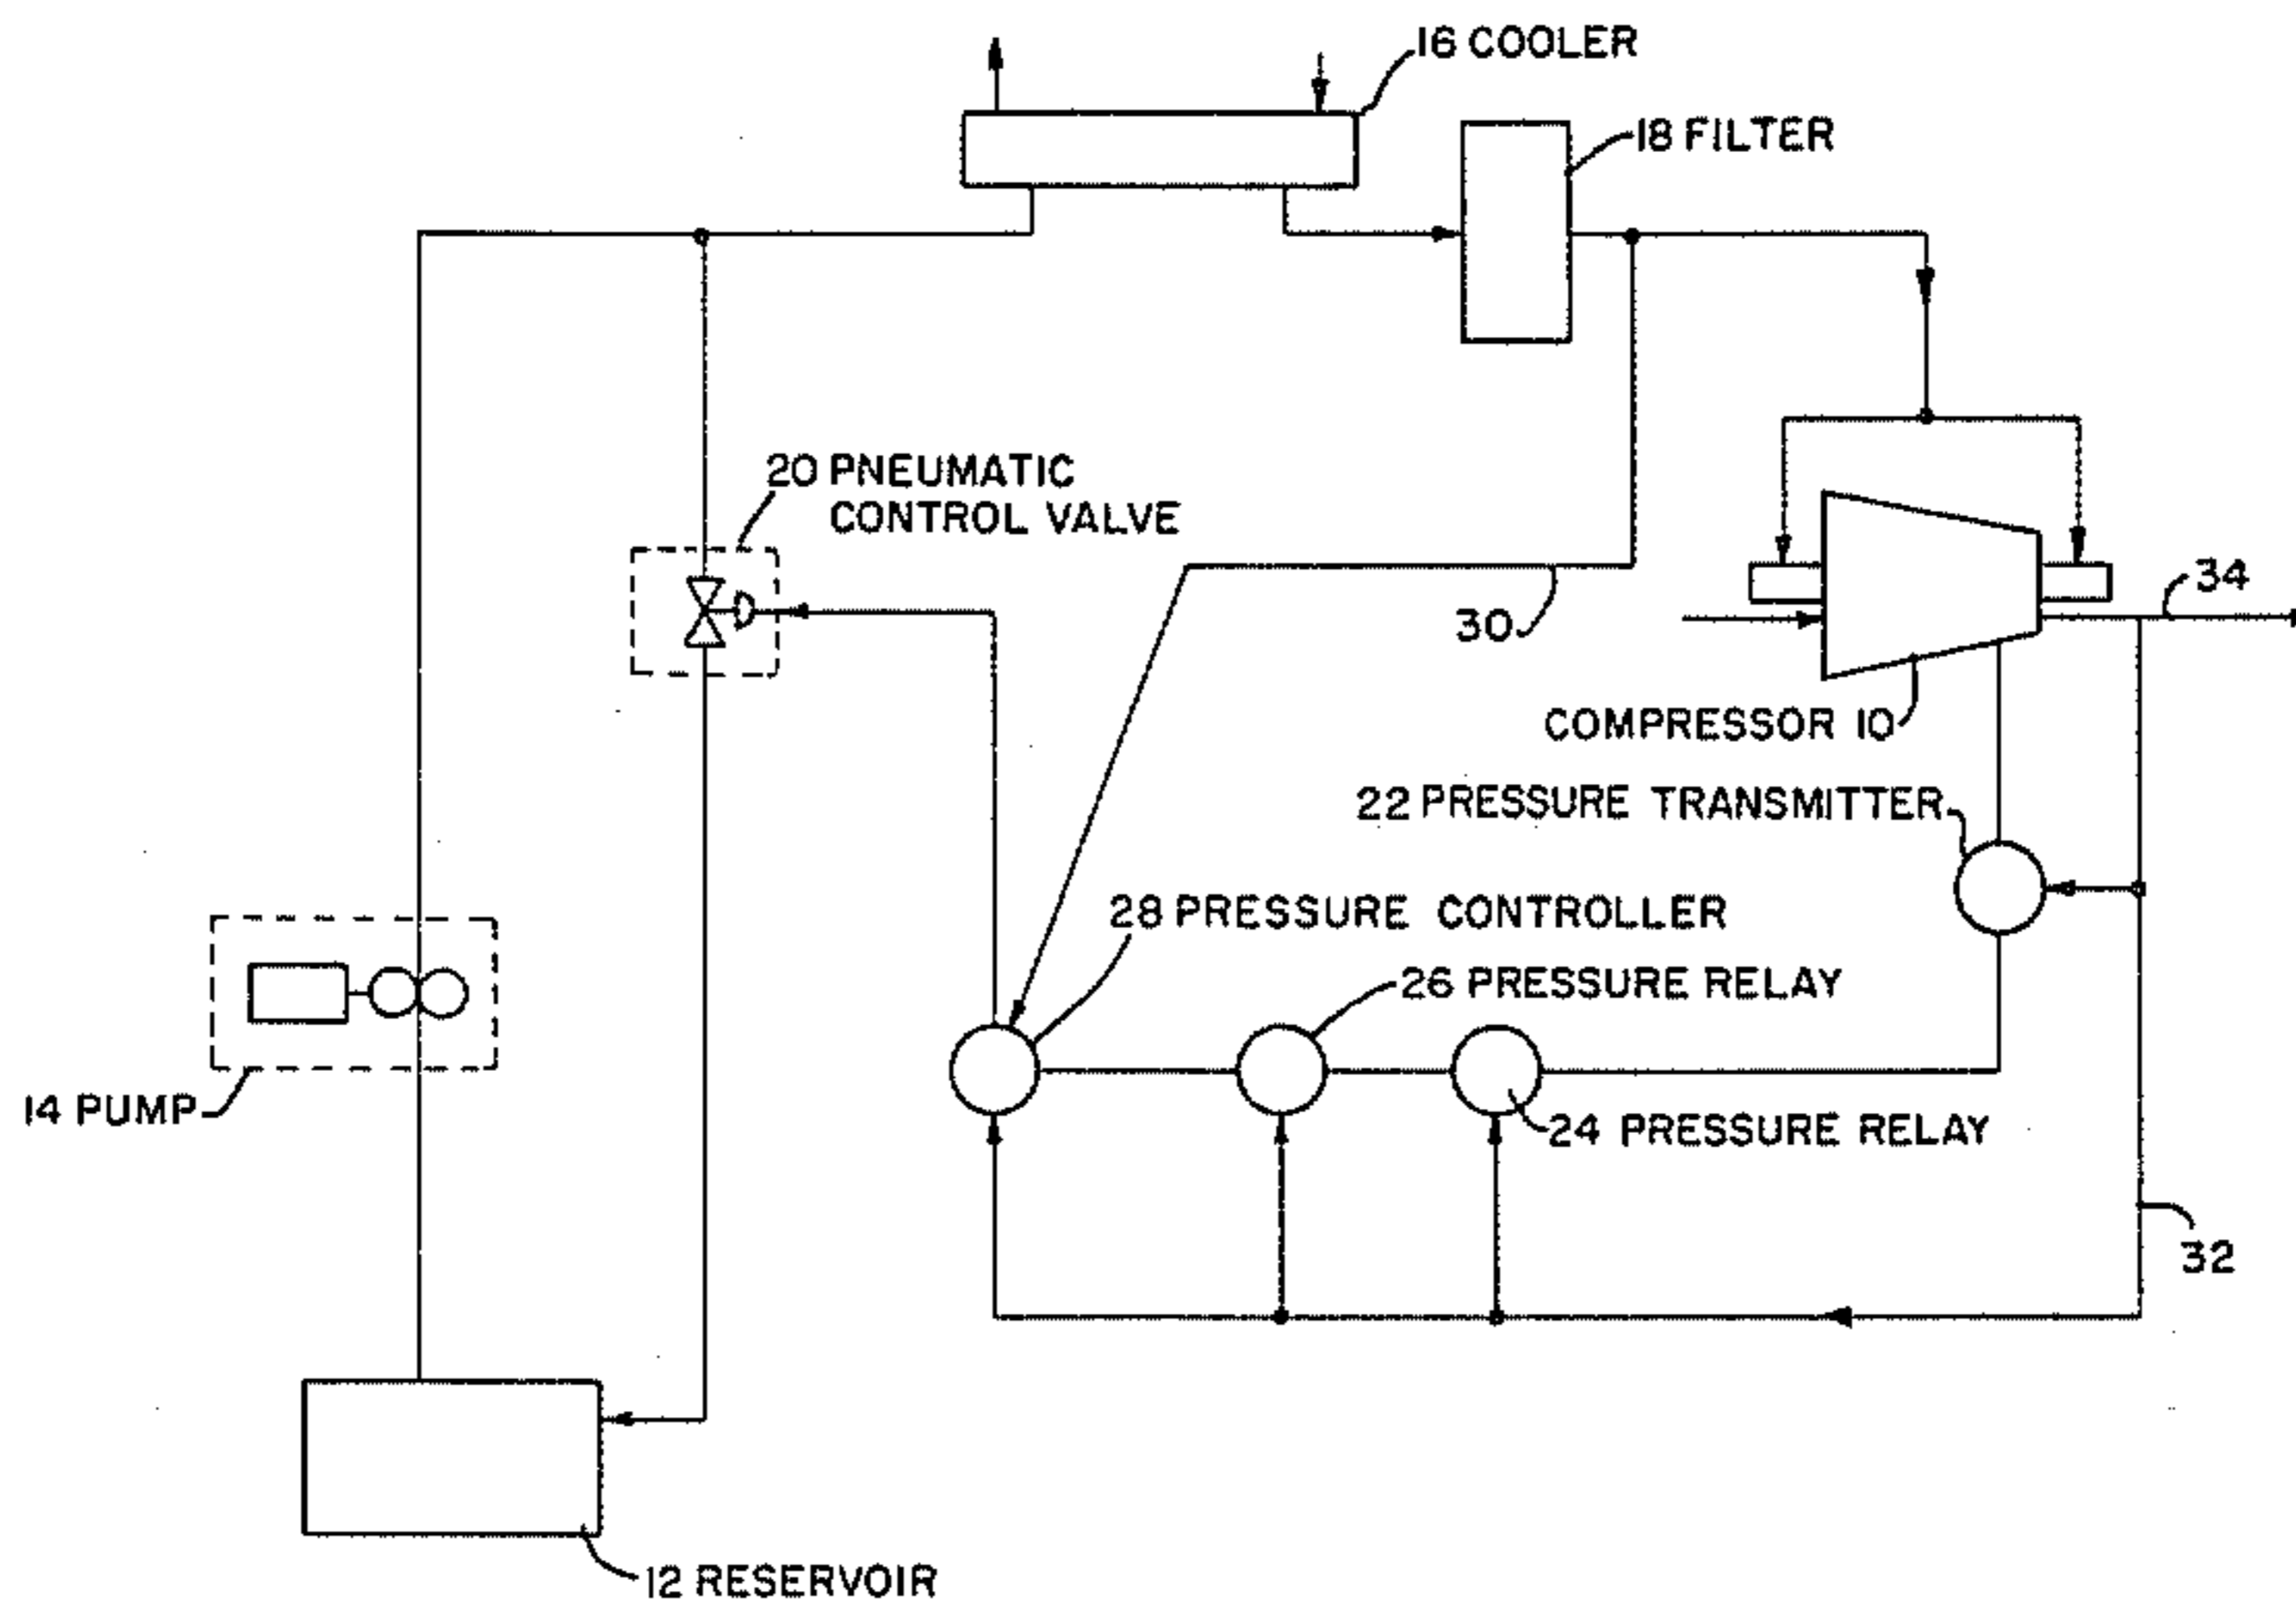 16 COOLER
18 FILTER
20 PNEUMATIC
CONTROL VALVE
34
30
COMPRESSOR 10
22 PRESSURE TRANSMITTER
28 PRESSURE CONTROLLER
26 PRESSURE RELAY
14 PUMP
24 PRESSURE RELAY
32
12 RESERVOIR